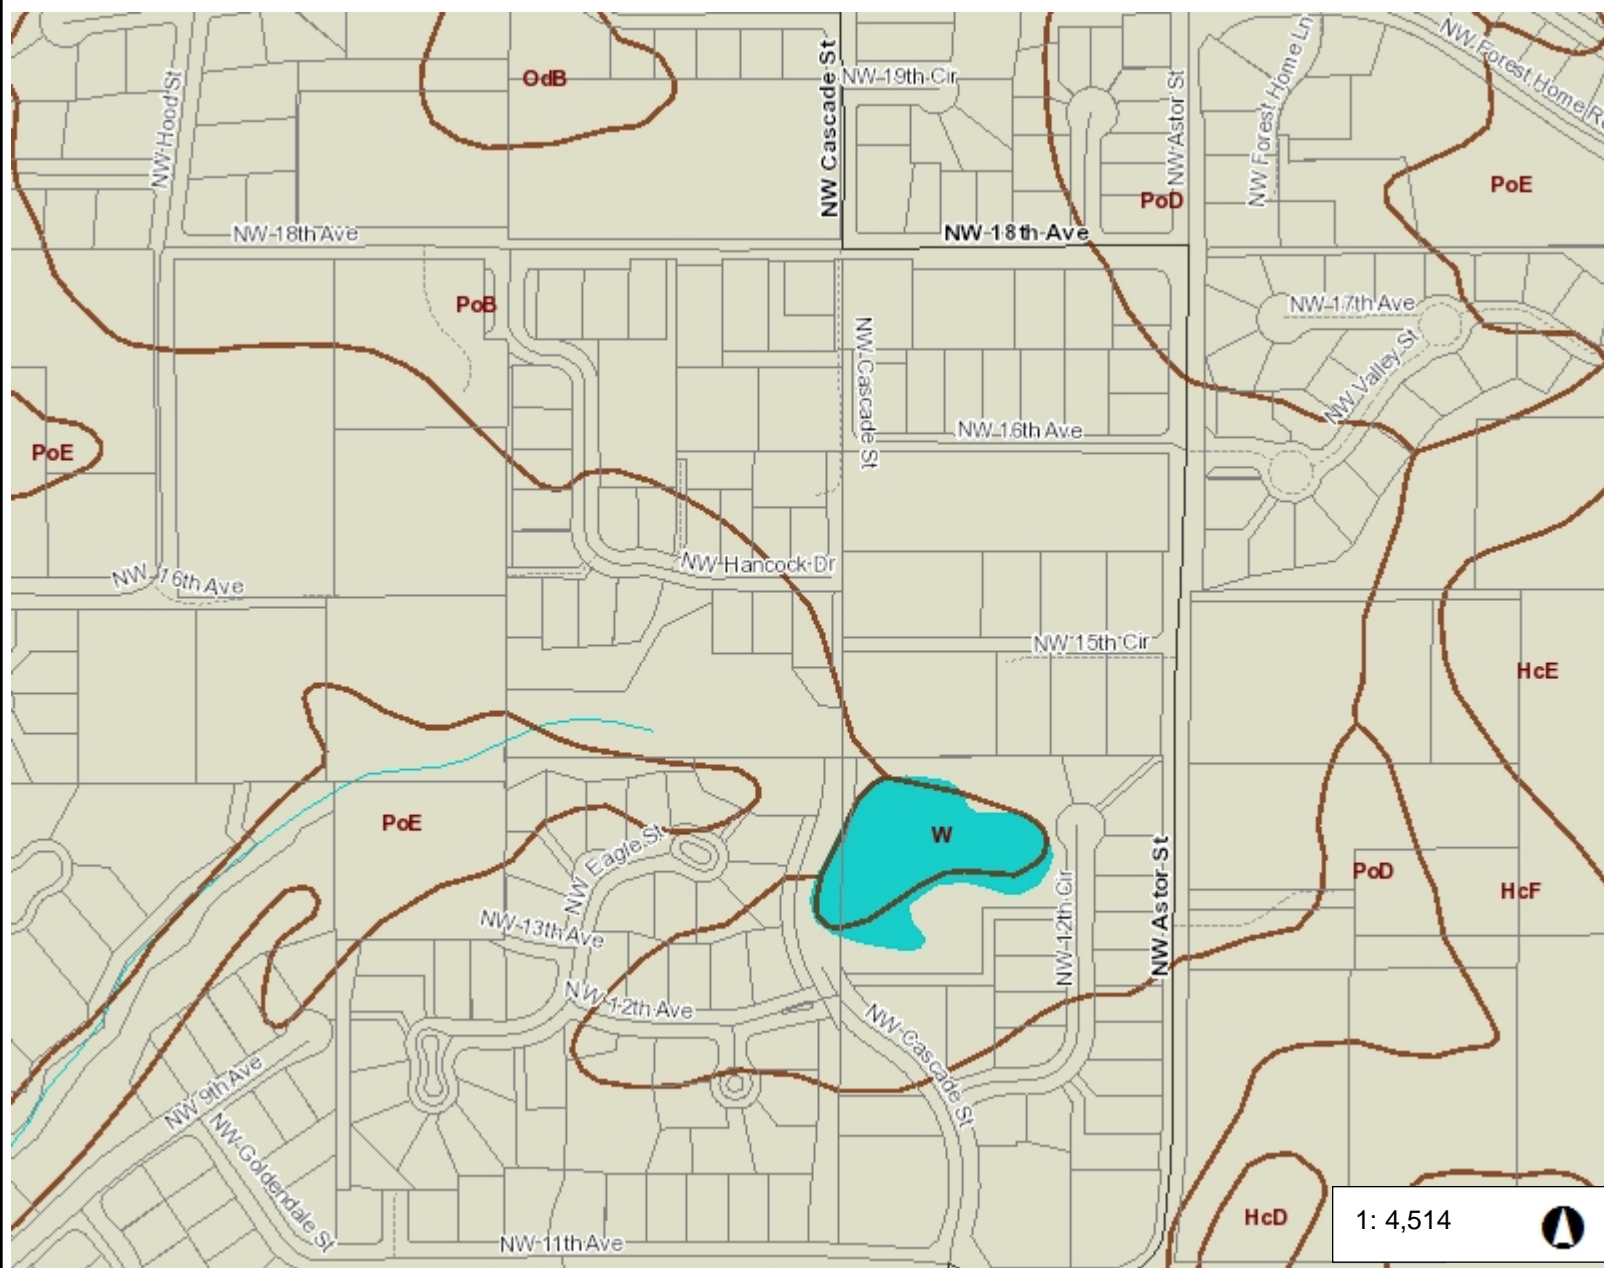 OdB
NW Cascade St
NW 19th Cir
NW Forest Home Ln
NW Forest Home
NW Hood St
NW Astor St
PoE
PoD
NW 18th Ave
NW 18th Ave
PoB
NW 17th Ave
NW Cascade St
NW Valley St
NW 16th Ave
PoE
NW Hancock Dr
NW 16th Ave
NW 15th Cir
HcE
PoE
W
NW Eagle St
PoD
HcF
NW 13th Ave
NW 12th Cir
NW Astor St
NW 12th Ave
NW Cascade St
NW 9th Ave
NW Goldendale St
HcD
1: 4,514
NW 11th Ave